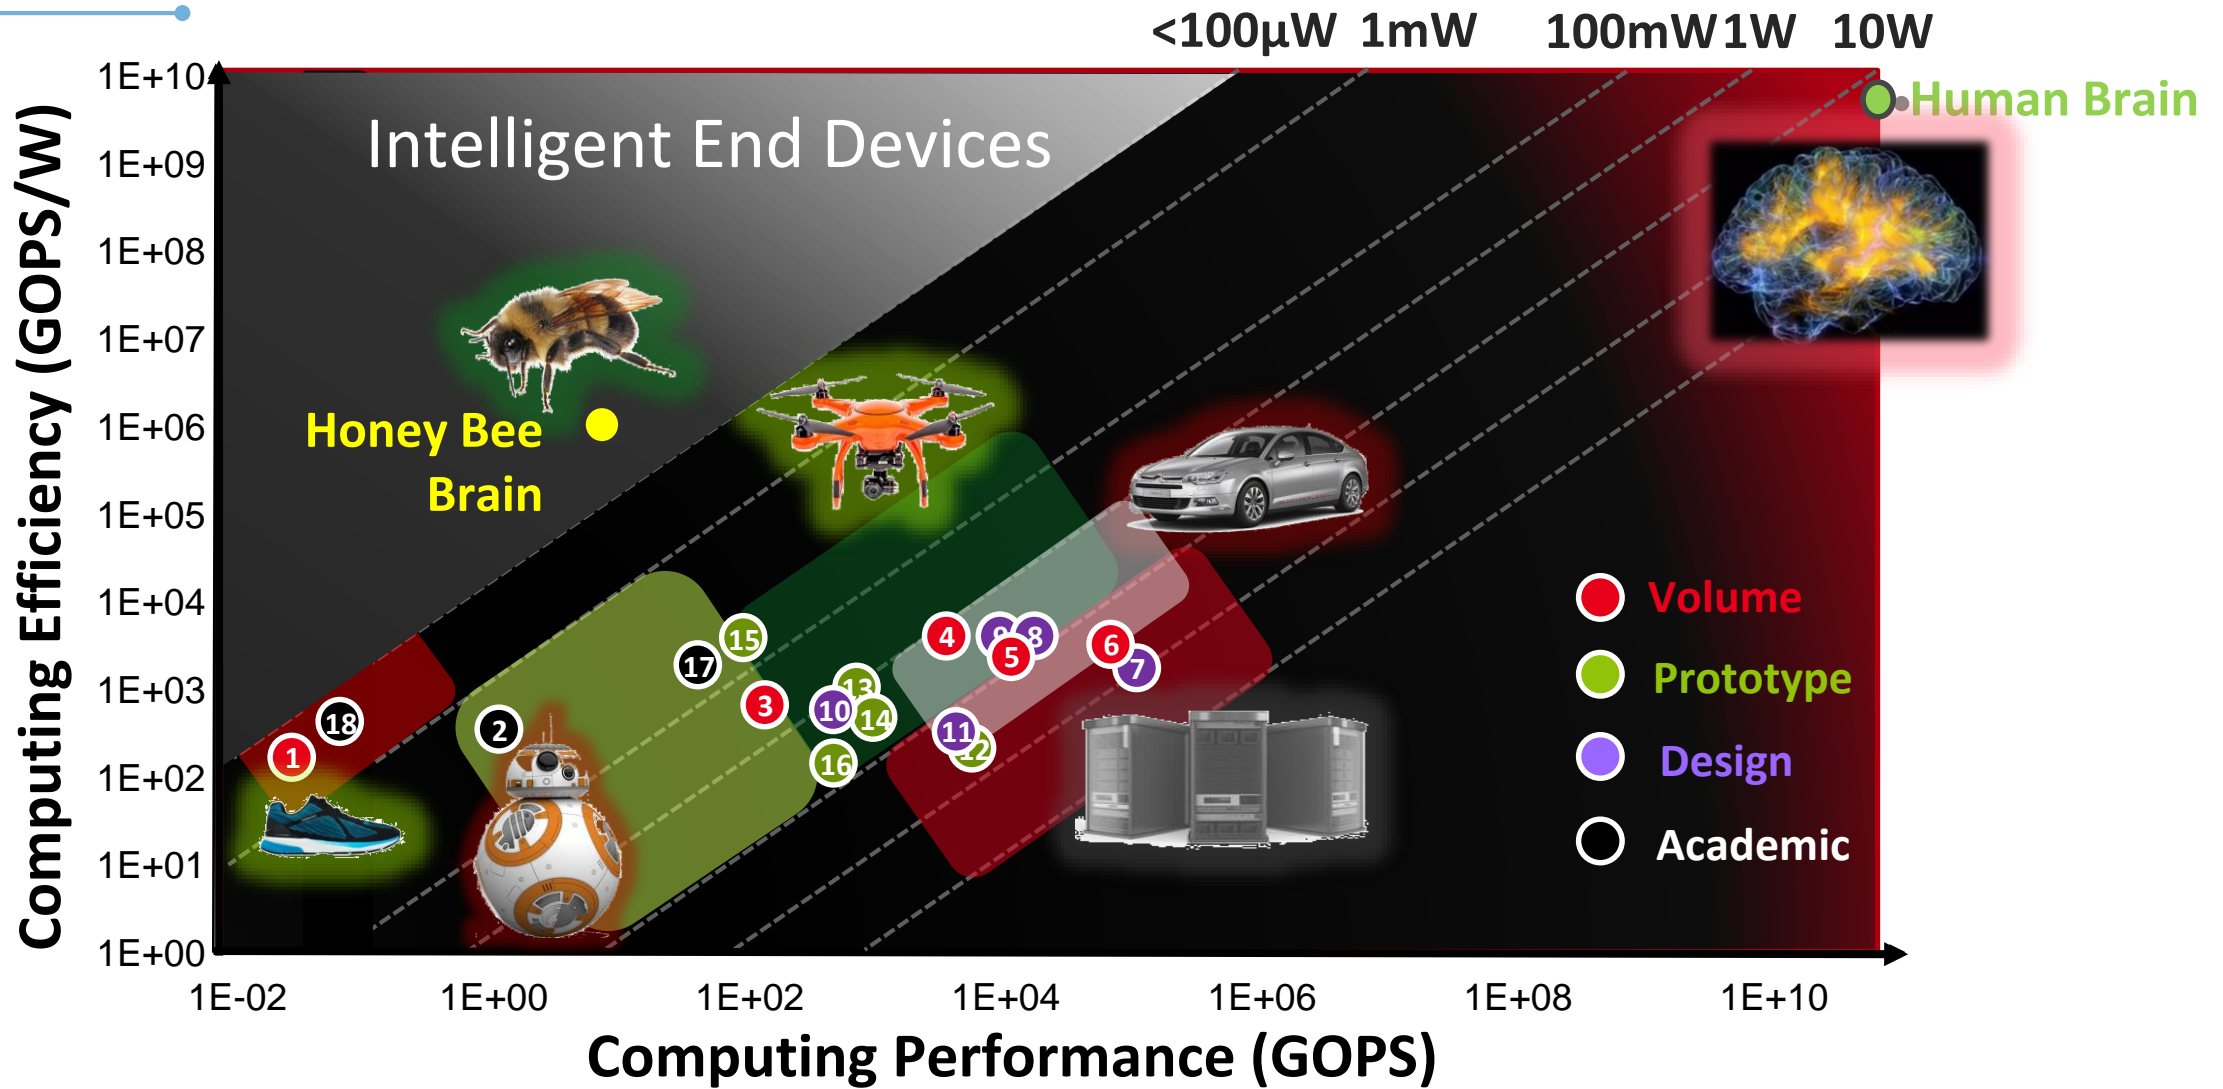 <100µW 1mW 100mW 1W 10W
1E+10
1E+09
1E+08
1E+07
1E+06
1E+05
1E+04
1E+03
1E+02
1E+01
1E+00
Computing Efficiency (GOPS/W)
Intelligent End Devices
Human Brain
Honey Bee
Brain
15
17
4
9
8
5
6
7
3
13
10
14
11
12
16
2
18
1
Volume
Prototype
Design
Academic
1E-02 1E+00 1E+02 1E+04 1E+06 1E+08 1E+10
Computing Performance (GOPS)